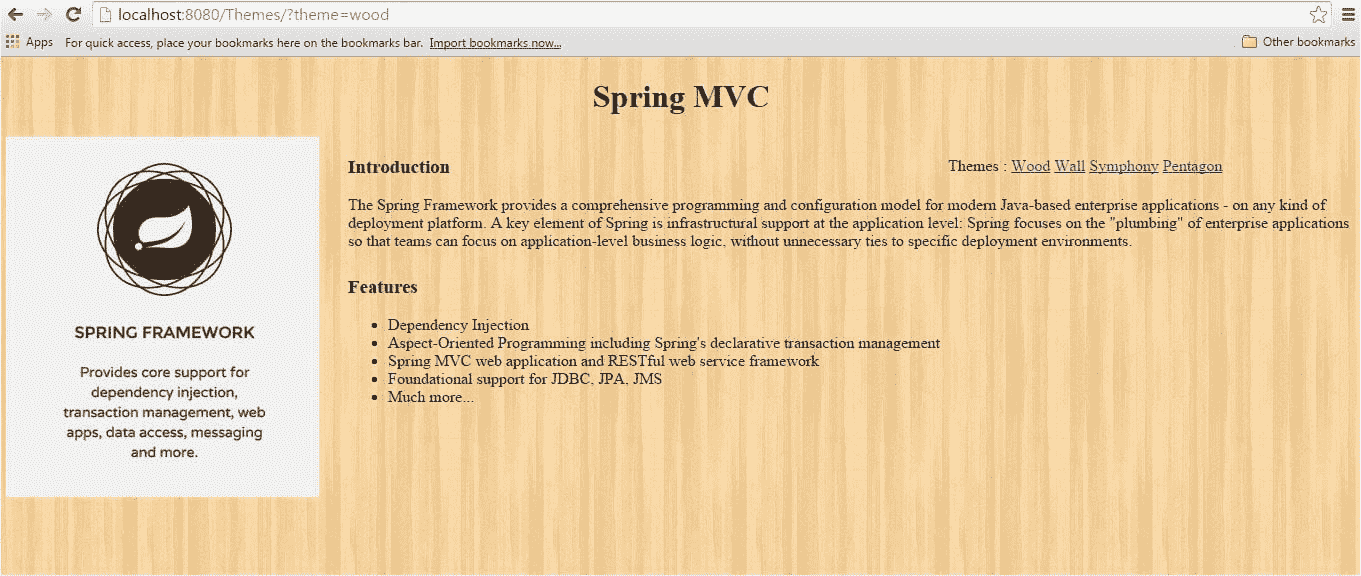 localhost:8080/Themes/?theme=wood
Apps For quick access, place your bookmarks here on the bookmarks bar. Import bookmarks now... Other bookmarks
Spring MVC
SPRING FRAMEWORK
Provides core support for
dependency injection,
transaction management, web
apps, data access, messaging
and more.
Introduction
Themes : Wood Wall Symphony Pentagon
The Spring Framework provides a comprehensive programming and configuration model for modern Java-based enterprise applications - on any kind of
deployment platform. A key element of Spring is infrastructural support at the application level: Spring focuses on the "plumbing" of enterprise applications
so that teams can focus on application-level business logic, without unnecessary ties to specific deployment environments.
Features
• Dependency Injection
• Aspect-Oriented Programming including Spring's declarative transaction management
• Spring MVC web application and RESTful web service framework
• Foundational support for JDBC, JPA, JMS
• Much more...